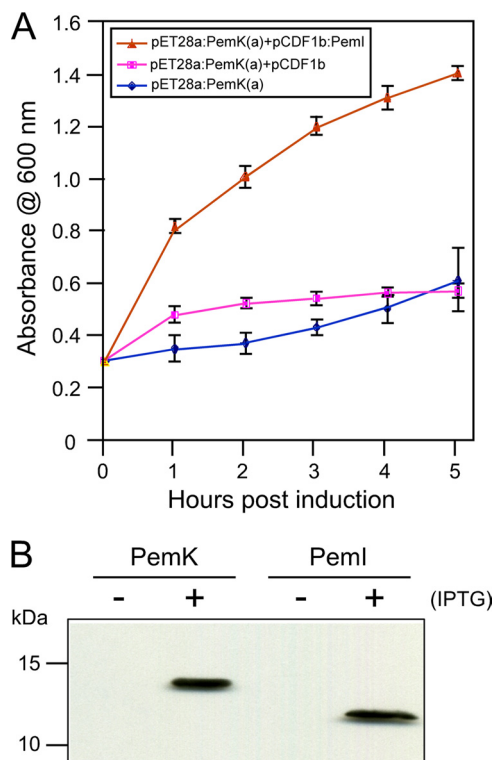 A
pET28a:PemK(a)+pCDF1b:PemI
pET28a:PemK(a)+pCDF1b
pET28a:PemK(a)
Absorbance @ 600 nm
1.6
1.4
1.2
1.0
0.8
0.6
0.4
0.2
0
0 1 2 3 4 5
Hours post induction
B
PemK PemI
- + - + (IPTG)
kDa
15
10